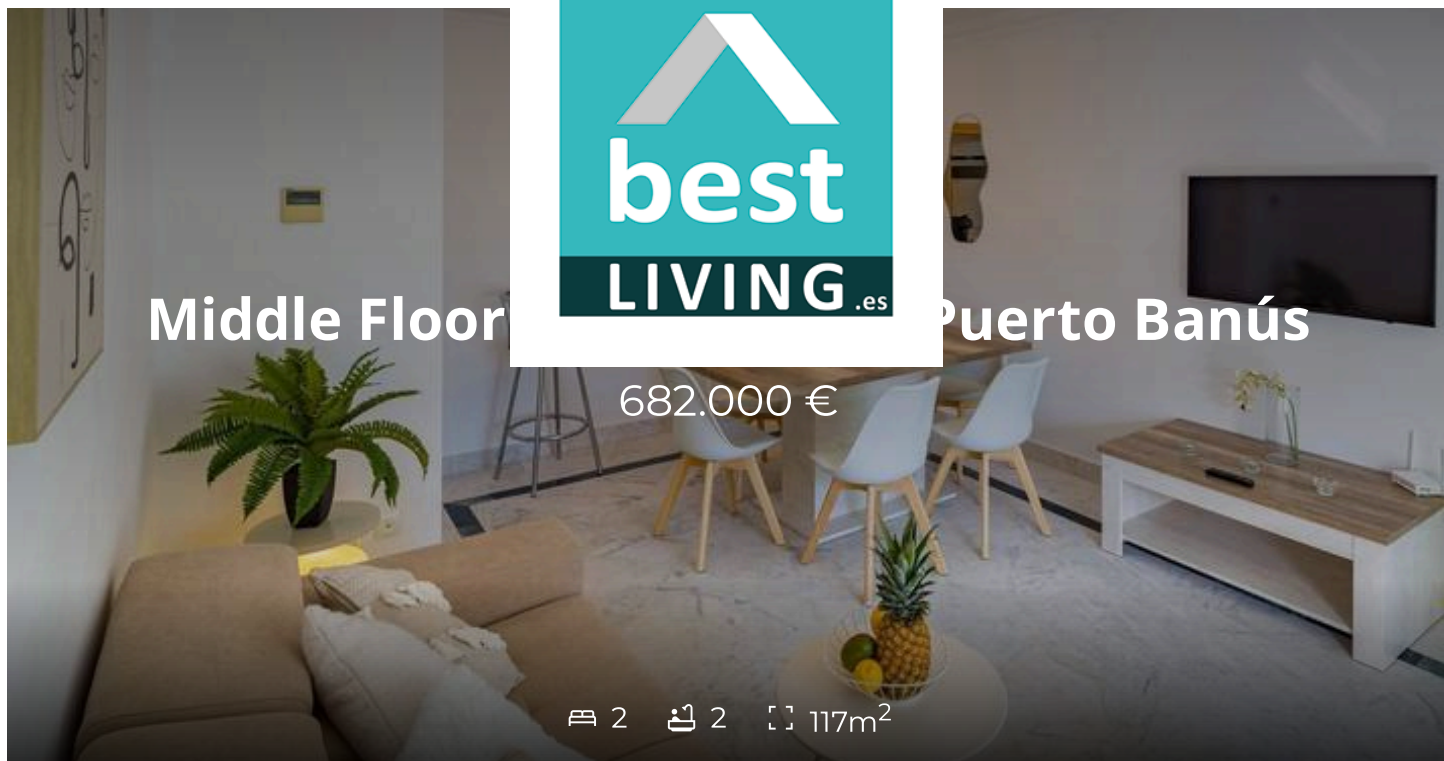 best
LIVING.es
Middle Floor Puerto Banús
682.000 €
2 2 117m²